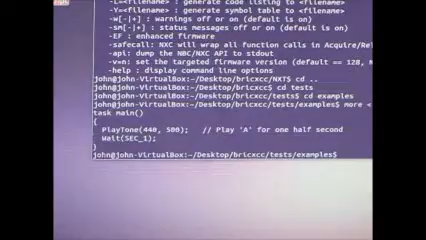 -L=<filename> : generate code listing to <filename>
-Y=<filename> : generate symbol table to <filename>
-w[-|+] : warnings off or on (default is on)
-sm[-|+] : status messages off or on (default is on)
-EF : enhanced firmware
-safecall: NXC will wrap all function calls in Acquire/Rel
-api: dump the NBC/NXC API to stdout
-v=n: set the targeted firmware version (default == 128, N
-help : display command line options
john@john-VirtualBox:~/Desktop/bricxcc/NXT$ cd ..
john@john-VirtualBox:~/Desktop/bricxcc$ cd tests
john@john-VirtualBox:~/Desktop/bricxcc/tests$ cd examples
john@john-VirtualBox:~/Desktop/bricxcc/tests/examples$ more <
task main()
{
PlayTone(440, 500); // Play 'A' for one half second
Wait(SEC_1);
}
john@john-VirtualBox:~/Desktop/bricxcc/tests/examples$